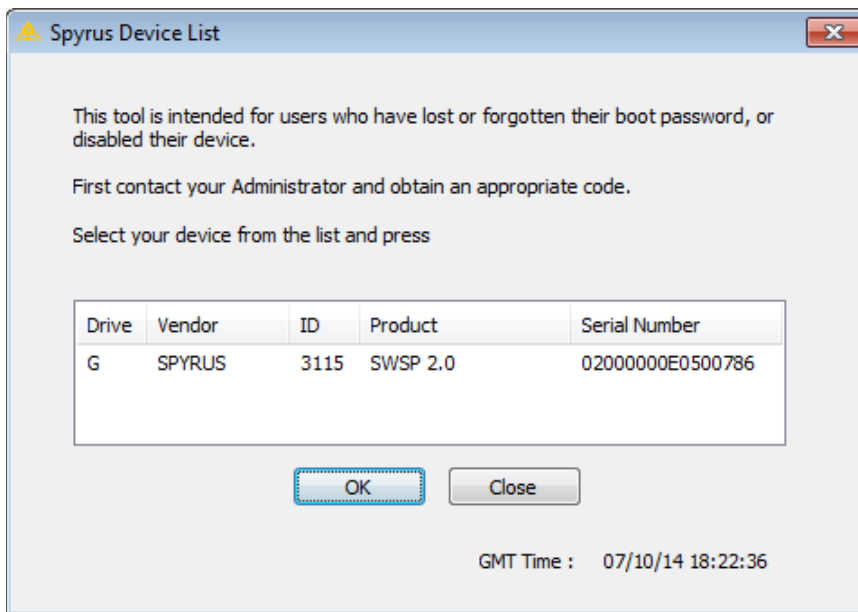 Spyrus Device List
This tool is intended for users who have lost or forgotten their boot password, or
disabled their device.
First contact your Administrator and obtain an appropriate code.
Select your device from the list and press
Drive Vendor ID Product Serial Number
G SPYRUS 3115 SWSP 2.0 02000000E0500786
OK Close
GMT Time : 07/10/14 18:22:36